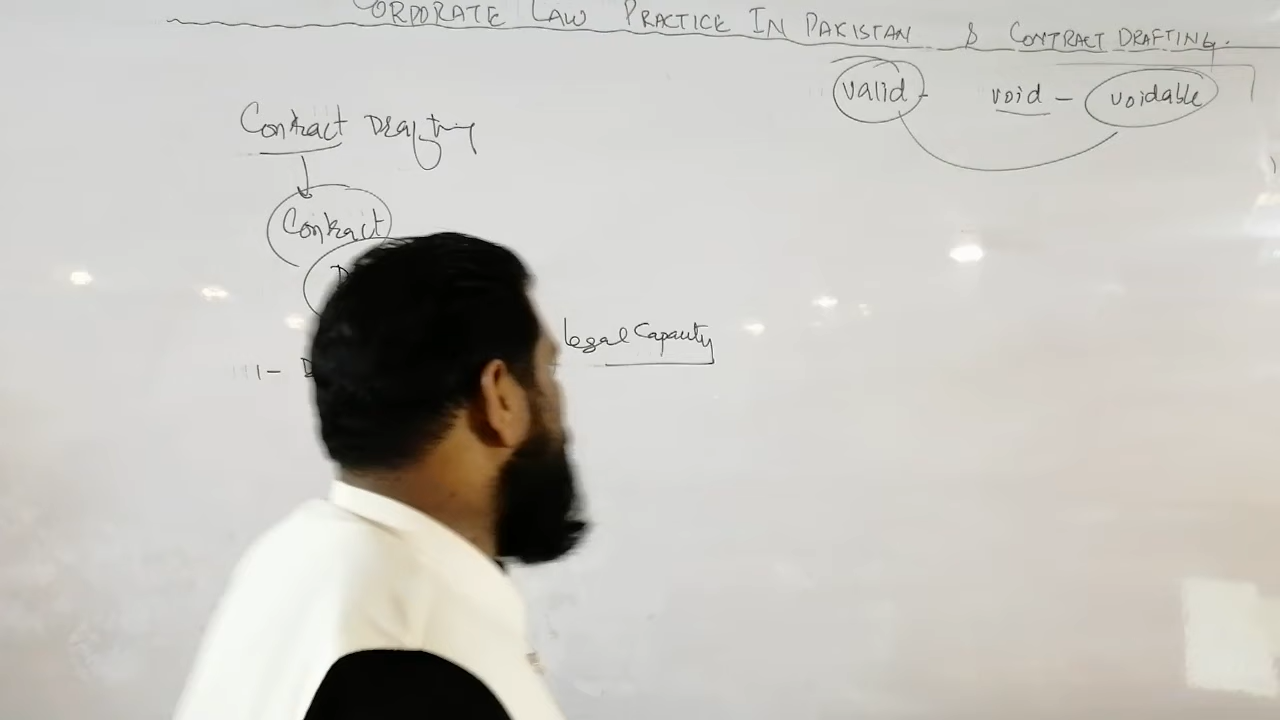 CORPORATE LAW PRACTICE IN PAKISTAN & CONTRACT DRAFTING.
valid - void - voidable
Contract Drafting
Contract
legal Capacity
1- D